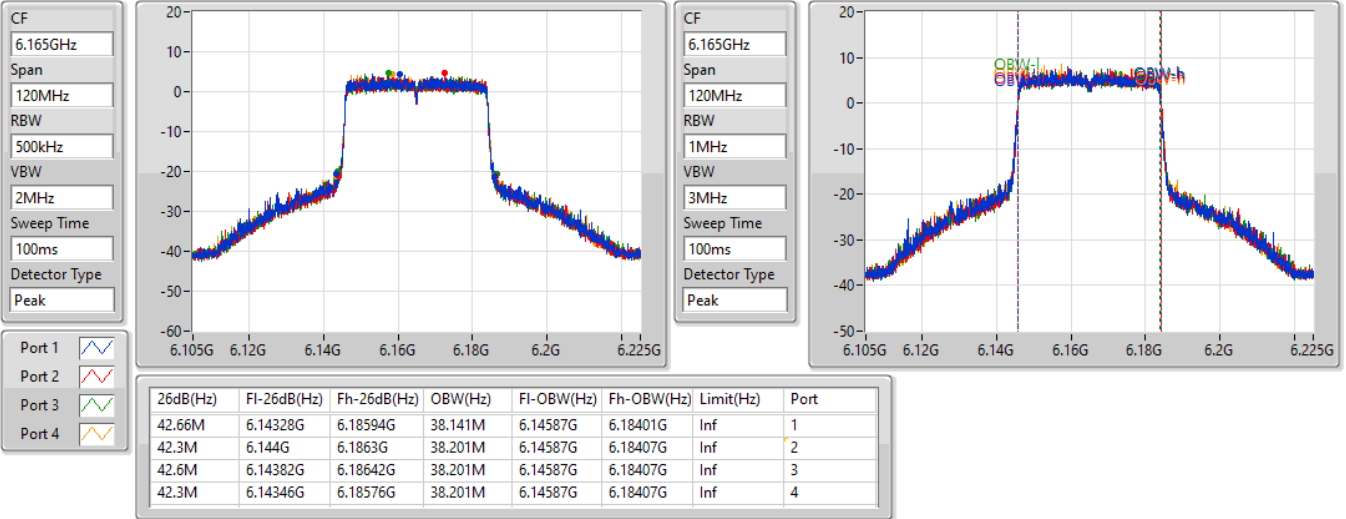 CF
6.165GHz
Span
120MHz
RBW
500kHz
VBW
2MHz
Sweep Time
100ms
Detector Type
Peak
20
10
0
-10
-20
-30
-40
-50
-60
6.105G 6.12G 6.14G 6.16G 6.18G 6.2G 6.225G
CF
6.165GHz
Span
120MHz
RBW
1MHz
VBW
3MHz
Sweep Time
100ms
Detector Type
Peak
20
10
0
-10
-20
-30
-40
-50
OBW-l
OBW-h
6.105G 6.12G 6.14G 6.16G 6.18G 6.2G 6.225G
Port 1
Port 2
Port 3
Port 4
26dB(Hz) Fl-26dB(Hz) Fh-26dB(Hz) OBW(Hz) Fl-OBW(Hz) Fh-OBW(Hz) Limit(Hz) Port
42.66M 6.14328G 6.18594G 38.141M 6.14587G 6.18401G Inf 1
42.3M 6.144G 6.1863G 38.201M 6.14587G 6.18407G Inf 2
42.6M 6.14382G 6.18642G 38.201M 6.14587G 6.18407G Inf 3
42.3M 6.14346G 6.18576G 38.201M 6.14587G 6.18407G Inf 4